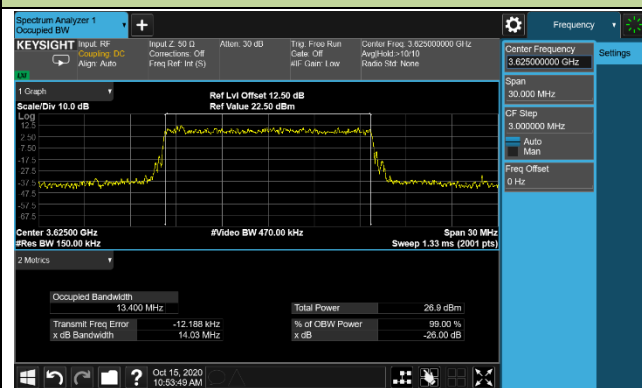 Spectrum Analyzer 1
Occupied BW
Frequency
KEYSIGHT
Input: RF
Coupling: DC
Align: Auto
Input Z: 50 Ω
Corrections: Off
Freq Ref: Int (S)
Atten: 30 dB
Trig: Free Run
Gate: Off
#IF Gain: Low
Center Freq: 3.625000000 GHz
Avg|Hold:>10/10
Radio Std: None
LXI
Center Frequency
3.625000000 GHz
Settings
Span
30.000 MHz
CF Step
3.000000 MHz
Auto
Man
Freq Offset
0 Hz
1 Graph
Scale/Div 10.0 dB
Ref Lvl Offset 12.50 dB
Ref Value 22.50 dBm
Log
12.5
2.50
-7.50
-17.5
-27.5
-37.5
-47.5
-57.5
-67.5
Center 3.62500 GHz
#Res BW 150.00 kHz
#Video BW 470.00 kHz
Span 30 MHz
Sweep 1.33 ms (2001 pts)
2 Metrics
Occupied Bandwidth
13.400 MHz
Total Power 26.9 dBm
Transmit Freq Error -12.188 kHz
% of OBW Power 99.00 %
x dB Bandwidth 14.03 MHz
x dB -26.00 dB
Oct 15, 2020
10:53:49 AM